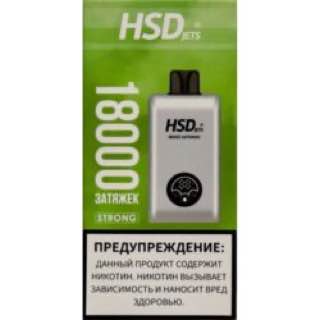 HSD JETS
18000
ЗАТЯЖЕК
STRONG
HSD JETS
ПРЕДУПРЕЖДЕНИЕ:
ДАННЫЙ ПРОДУКТ СОДЕРЖИТ
НИКОТИН. НИКОТИН ВЫЗЫВАЕТ
ЗАВИСИМОСТЬ И НАНОСИТ ВРЕД
ЗДОРОВЬЮ.